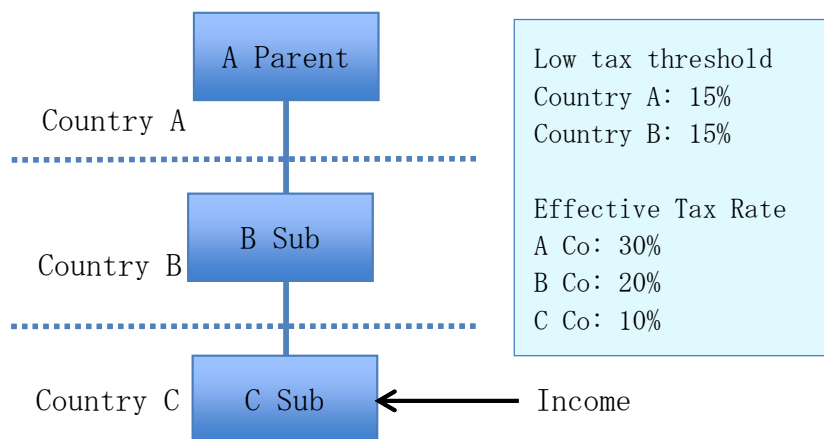 A Parent
Country A
B Sub
Country B
C Sub
Country C
Income
Low tax threshold
Country A: 15%
Country B: 15%
Effective Tax Rate
A Co: 30%
B Co: 20%
C Co: 10%